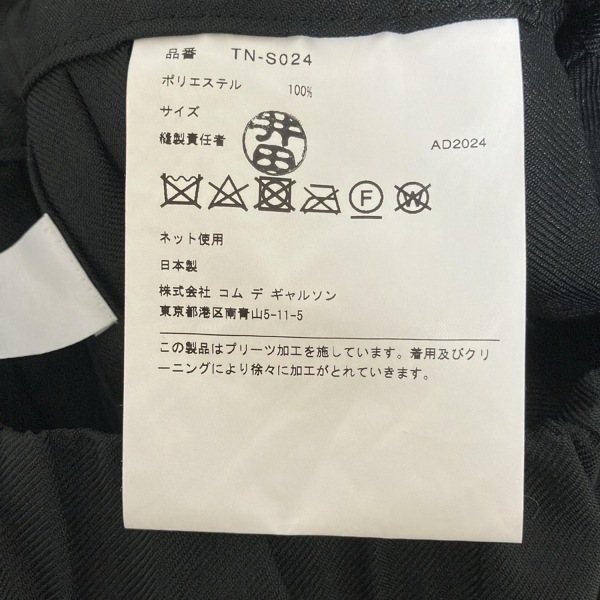 品番 TN-S024
ポリエステル 100%
サイズ
縫製責任者 井田 AD2024
F W
ネット使用
日本製
株式会社 コム デ ギャルソン
東京都港区南青山5-11-5
この製品はプリーツ加工を施しています。着用及びクリ
ーニングにより徐々に加工がとれていきます。